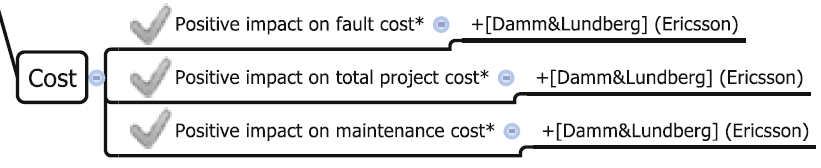 Positive impact on fault cost* +[Damm&Lundberg] (Ericsson)
Cost
Positive impact on total project cost* +[Damm&Lundberg] (Ericsson)
Positive impact on maintenance cost* +[Damm&Lundberg] (Ericsson)